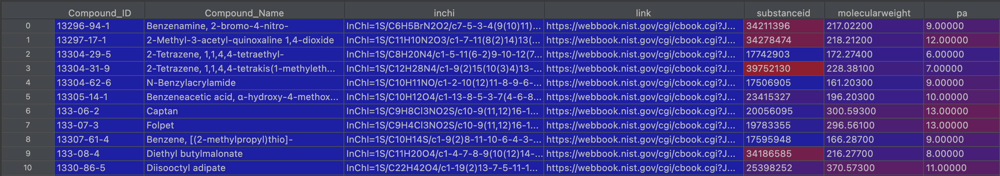 Compound_ID Compound_Name inchi link substanceid molecularweight pa
0 13296-94-1 Benzenamine, 2-bromo-4-nitro- InChI=1S/C6H5BrN2O2/c7-5-3-4(9(10)11)... https://webbook.nist.gov/cgi/cbook.cgi?J... 34211396 217.02200 9.00000
1 13297-17-1 2-Methyl-3-acetyl-quinoxaline 1,4-dioxide InChI=1S/C11H10N2O3/c1-7-11(8(2)14)13(... https://webbook.nist.gov/cgi/cbook.cgi?J... 34278474 218.21200 12.00000
2 13304-29-5 2-Tetrazene, 1,1,4,4-tetraethyl- InChI=1S/C8H20N4/c1-5-11(6-2)9-10-12(7... https://webbook.nist.gov/cgi/cbook.cgi?J... 17742903 172.27400 6.00000
3 13304-31-9 2-Tetrazene, 1,1,4,4-tetrakis(1-methyleth... InChI=1S/C12H28N4/c1-9(2)15(10(3)4)13-... https://webbook.nist.gov/cgi/cbook.cgi?J... 39752130 228.38100 7.00000
4 13304-62-6 N-Benzylacrylamide InChI=1S/C10H11NO/c1-2-10(12)11-8-9-6-... https://webbook.nist.gov/cgi/cbook.cgi?J... 17506905 161.20300 9.00000
5 13305-14-1 Benzeneacetic acid, α-hydroxy-4-methox... InChI=1S/C10H12O4/c1-13-8-5-3-7(4-6-8... https://webbook.nist.gov/cgi/cbook.cgi?J... 23415327 196.20300 10.00000
6 133-06-2 Captan InChI=1S/C9H8Cl3NO2S/c10-9(11,12)16-1... https://webbook.nist.gov/cgi/cbook.cgi?J... 20056095 300.59300 13.00000
7 133-07-3 Folpet InChI=1S/C9H4Cl3NO2S/c10-9(11,12)16-1... https://webbook.nist.gov/cgi/cbook.cgi?J... 19783355 296.56100 13.00000
8 13307-61-4 Benzene, [(2-methylpropyl)thio]- InChI=1S/C10H14S/c1-9(2)8-11-10-6-4-3-... https://webbook.nist.gov/cgi/cbook.cgi?J... 17595948 166.28700 9.00000
9 133-08-4 Diethyl butylmalonate InChI=1S/C11H20O4/c1-4-7-8-9(10(12)14-... https://webbook.nist.gov/cgi/cbook.cgi?J... 34186585 216.27700 8.00000
10 1330-86-5 Diisooctyl adipate InChI=1S/C22H42O4/c1-19(2)13-7-5-11-1... https://webbook.nist.gov/cgi/cbook.cgi?J... 25398252 370.57300 11.00000